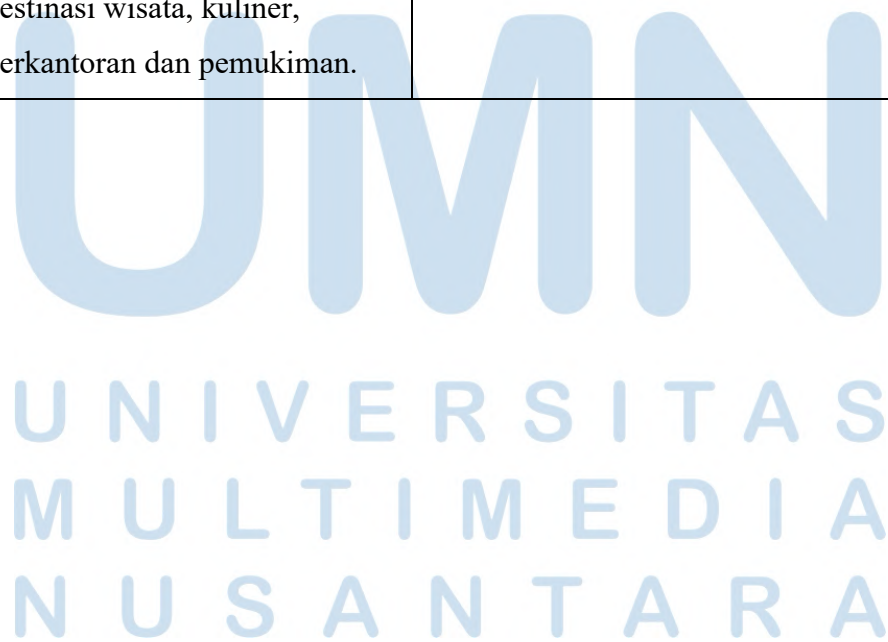 estinasi wisata, kuliner,
erkantoran dan pemukiman.
UMN
UNIVERSITAS
MULTIMEDIA
NUSANTARA